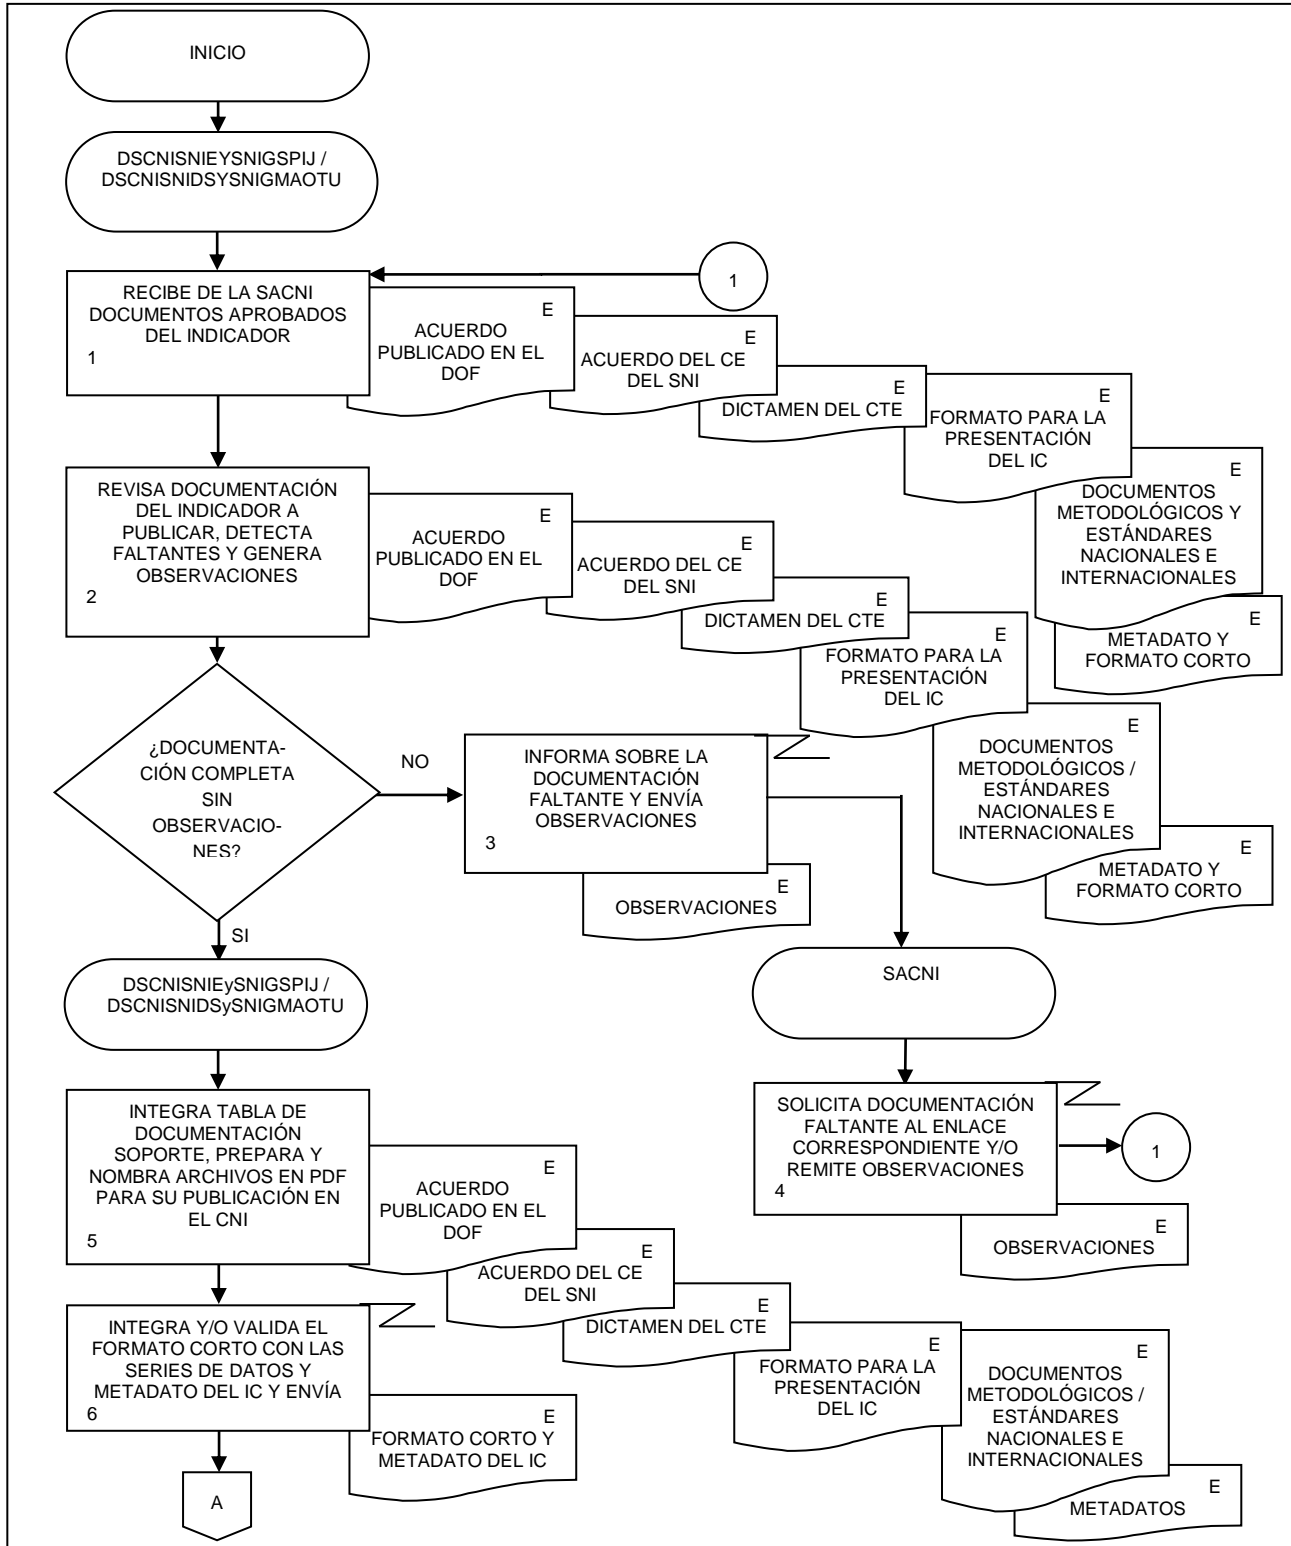 INICIO
DSCNISNIEYSNIGSPIJ /
DSCNISNIDSYSNIGMAOTU
1
RECIBE DE LA SACNI
DOCUMENTOS APROBADOS
DEL INDICADOR
1
E
ACUERDO
PUBLICADO EN EL
DOF
E
ACUERDO DEL CE
DEL SNI
E
DICTAMEN DEL CTE
E
FORMATO PARA LA
PRESENTACIÓN
DEL IC
E
DOCUMENTOS
METODOLÓGICOS Y
ESTÁNDARES
NACIONALES E
INTERNACIONALES
E
METADATO Y
FORMATO CORTO
REVISA DOCUMENTACIÓN
DEL INDICADOR A
PUBLICAR, DETECTA
FALTANTES Y GENERA
OBSERVACIONES
2
E
ACUERDO
PUBLICADO EN EL
DOF
E
ACUERDO DEL CE
DEL SNI
E
DICTAMEN DEL CTE
E
FORMATO PARA LA
PRESENTACIÓN
DEL IC
E
DOCUMENTOS
METODOLÓGICOS /
ESTÁNDARES
NACIONALES E
INTERNACIONALES
E
METADATO Y
FORMATO CORTO
¿DOCUMENTA-
CIÓN COMPLETA
SIN
OBSERVACIO-
NES?
NO
INFORMA SOBRE LA
DOCUMENTACIÓN
FALTANTE Y ENVÍA
OBSERVACIONES
3
E
OBSERVACIONES
SI
DSCNISNIEySNIGSPIJ /
DSCNISNIDSySNIGMAOTU
SACNI
SOLICITA DOCUMENTACIÓN
FALTANTE AL ENLACE
CORRESPONDIENTE Y/O
REMITE OBSERVACIONES
4
1
E
OBSERVACIONES
INTEGRA TABLA DE
DOCUMENTACIÓN
SOPORTE, PREPARA Y
NOMBRA ARCHIVOS EN PDF
PARA SU PUBLICACIÓN EN
EL CNI
5
E
ACUERDO
PUBLICADO EN EL
DOF
E
ACUERDO DEL CE
DEL SNI
E
DICTAMEN DEL CTE
E
FORMATO PARA LA
PRESENTACIÓN
DEL IC
E
DOCUMENTOS
METODOLÓGICOS /
ESTÁNDARES
NACIONALES E
INTERNACIONALES
E
METADATOS
INTEGRA Y/O VALIDA EL
FORMATO CORTO CON LAS
SERIES DE DATOS Y
METADATO DEL IC Y ENVÍA
6
E
FORMATO CORTO Y
METADATO DEL IC
A